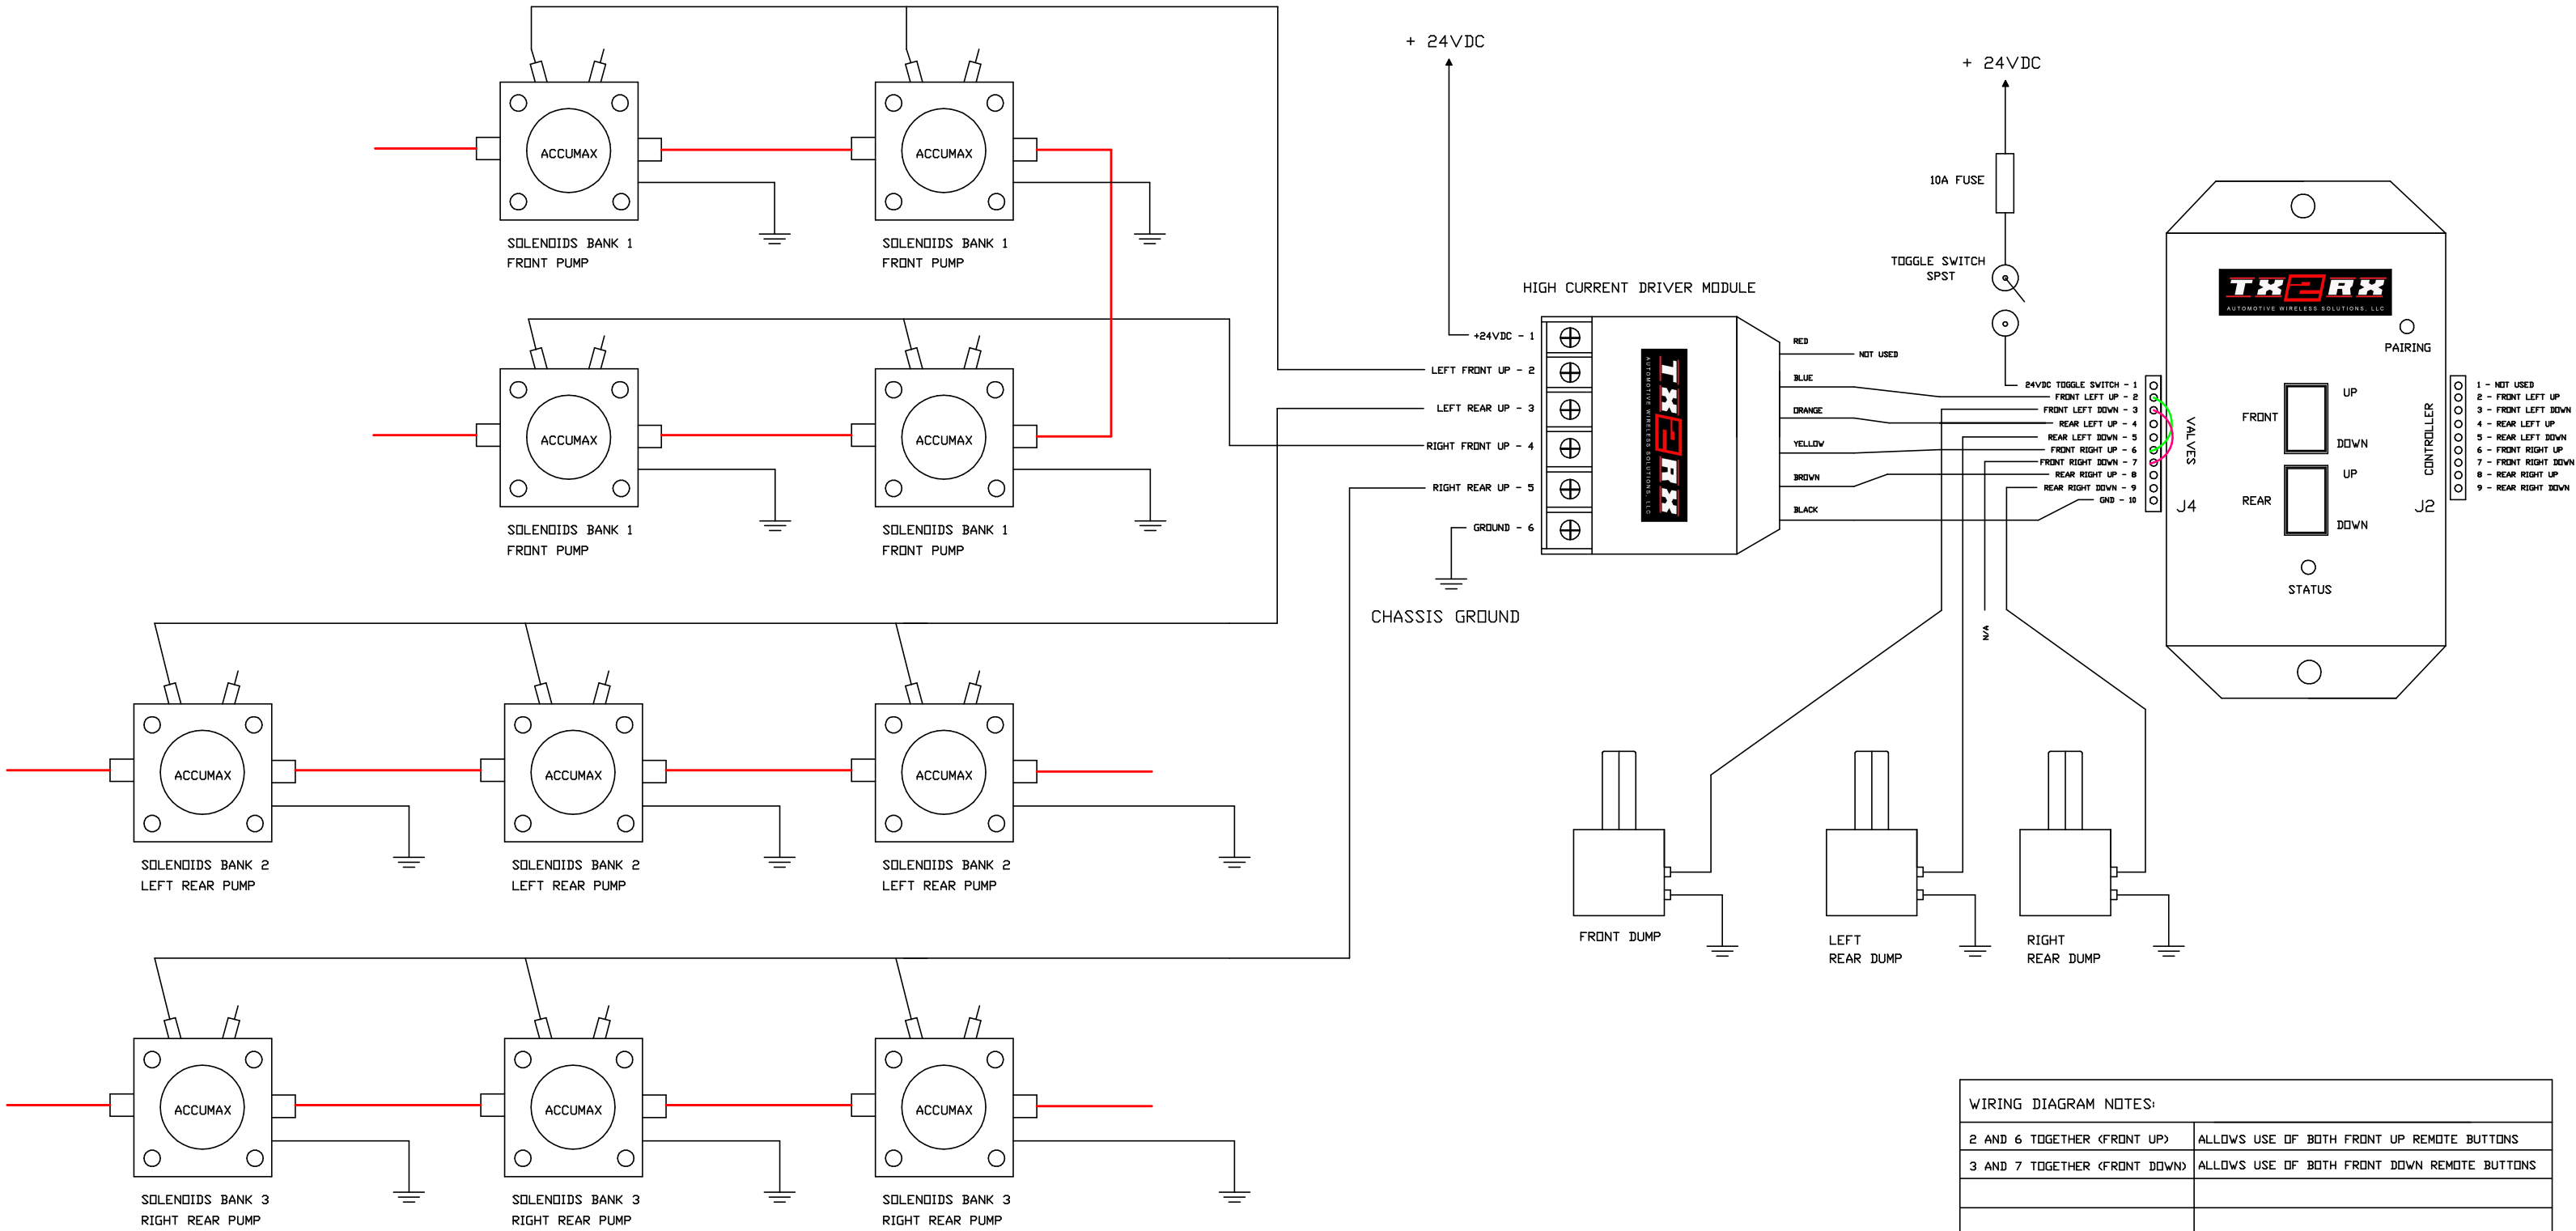 + 24VDC
+ 24VDC
ACCUMAX
ACCUMAX
10A FUSE
SOLENOIDS BANK 1
FRONT PUMP
SOLENOIDS BANK 1
FRONT PUMP
TOGGLE SWITCH
SPST
HIGH CURRENT DRIVER MODULE
TX2RX
AUTOMOTIVE WIRELESS SOLUTIONS, LLC
PAIRING
ACCUMAX
ACCUMAX
SOLENOIDS BANK 1
FRONT PUMP
SOLENOIDS BANK 1
FRONT PUMP
+24VDC - 1
LEFT FRONT UP - 2
LEFT REAR UP - 3
RIGHT FRONT UP - 4
RIGHT REAR UP - 5
GROUND - 6
CHASSIS GROUND
TX2RX
AUTOMOTIVE WIRELESS SOLUTIONS, LLC
RED
NOT USED
BLUE
ORANGE
YELLOW
BROWN
BLACK
24VDC TOGGLE SWITCH - 1
FRONT LEFT UP - 2
FRONT LEFT DOWN - 3
REAR LEFT UP - 4
REAR LEFT DOWN - 5
FRONT RIGHT UP - 6
FRONT RIGHT DOWN - 7
REAR RIGHT UP - 8
REAR RIGHT DOWN - 9
GND - 10
VALVES
J4
FRONT
UP
DOWN
REAR
UP
DOWN
STATUS
CONTROLLER
J2
1 - NOT USED
2 - FRONT LEFT UP
3 - FRONT LEFT DOWN
4 - REAR LEFT UP
5 - REAR LEFT DOWN
6 - FRONT RIGHT UP
7 - FRONT RIGHT DOWN
8 - REAR RIGHT UP
9 - REAR RIGHT DOWN
N/A
ACCUMAX
ACCUMAX
ACCUMAX
SOLENOIDS BANK 2
LEFT REAR PUMP
SOLENOIDS BANK 2
LEFT REAR PUMP
SOLENOIDS BANK 2
LEFT REAR PUMP
FRONT DUMP
LEFT
REAR DUMP
RIGHT
REAR DUMP
ACCUMAX
ACCUMAX
ACCUMAX
SOLENOIDS BANK 3
RIGHT REAR PUMP
SOLENOIDS BANK 3
RIGHT REAR PUMP
SOLENOIDS BANK 3
RIGHT REAR PUMP
WIRING DIAGRAM NOTES:
2 AND 6 TOGETHER (FRONT UP)
ALLOWS USE OF BOTH FRONT UP REMOTE BUTTONS
3 AND 7 TOGETHER (FRONT DOWN)
ALLOWS USE OF BOTH FRONT DOWN REMOTE BUTTONS